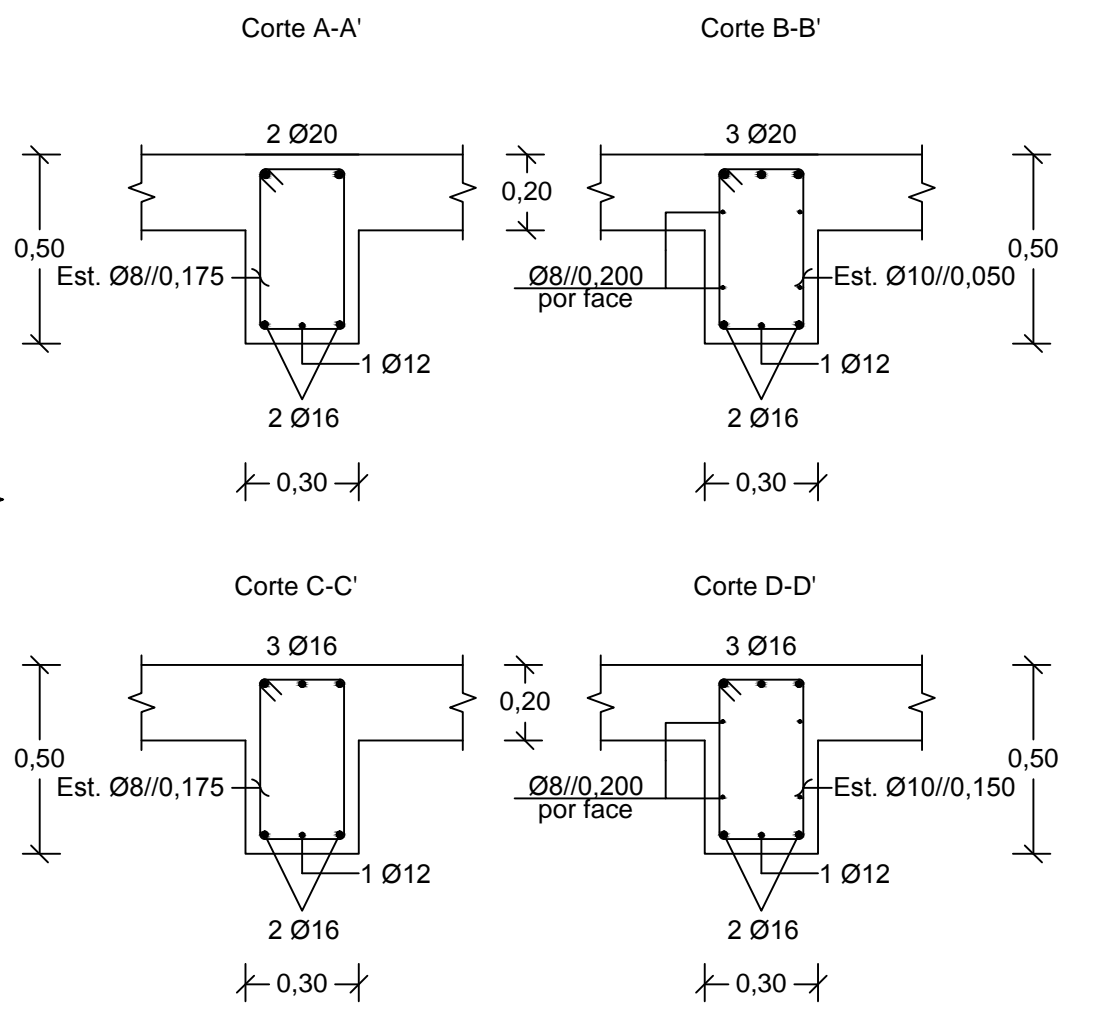 Corte A-A'
2 Ø20
0,50
Est. Ø8//0,175
1 Ø12
2 Ø16
0,30
Corte B-B'
3 Ø20
0,20
0,50
Ø8//0,200
por face
Est. Ø10//0,050
1 Ø12
2 Ø16
0,30
Corte C-C'
3 Ø16
0,50
Est. Ø8//0,175
1 Ø12
2 Ø16
0,30
Corte D-D'
3 Ø16
0,20
0,50
Ø8//0,200
por face
Est. Ø10//0,150
1 Ø12
2 Ø16
0,30